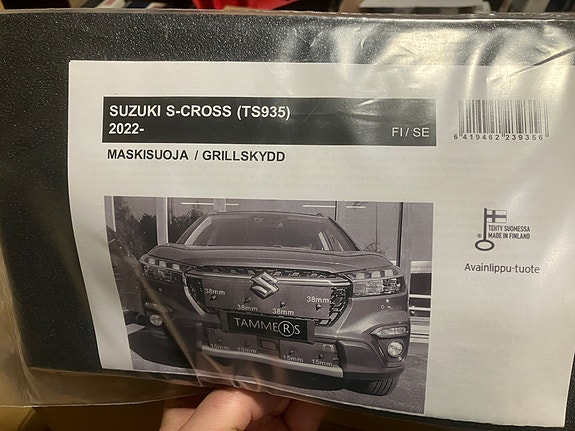 SUZUKI S-CROSS (TS935)
2022-
FI / SE
6 419462 239356
MASKISUOJA / GRILLSKYDD
TEHTY SUOMESSA
MADE IN FINLAND
®
Avainlippu-tuote
38mm
38mm
38mm
38mm
TAMMERS
15mm
15mm
15mm
15mm